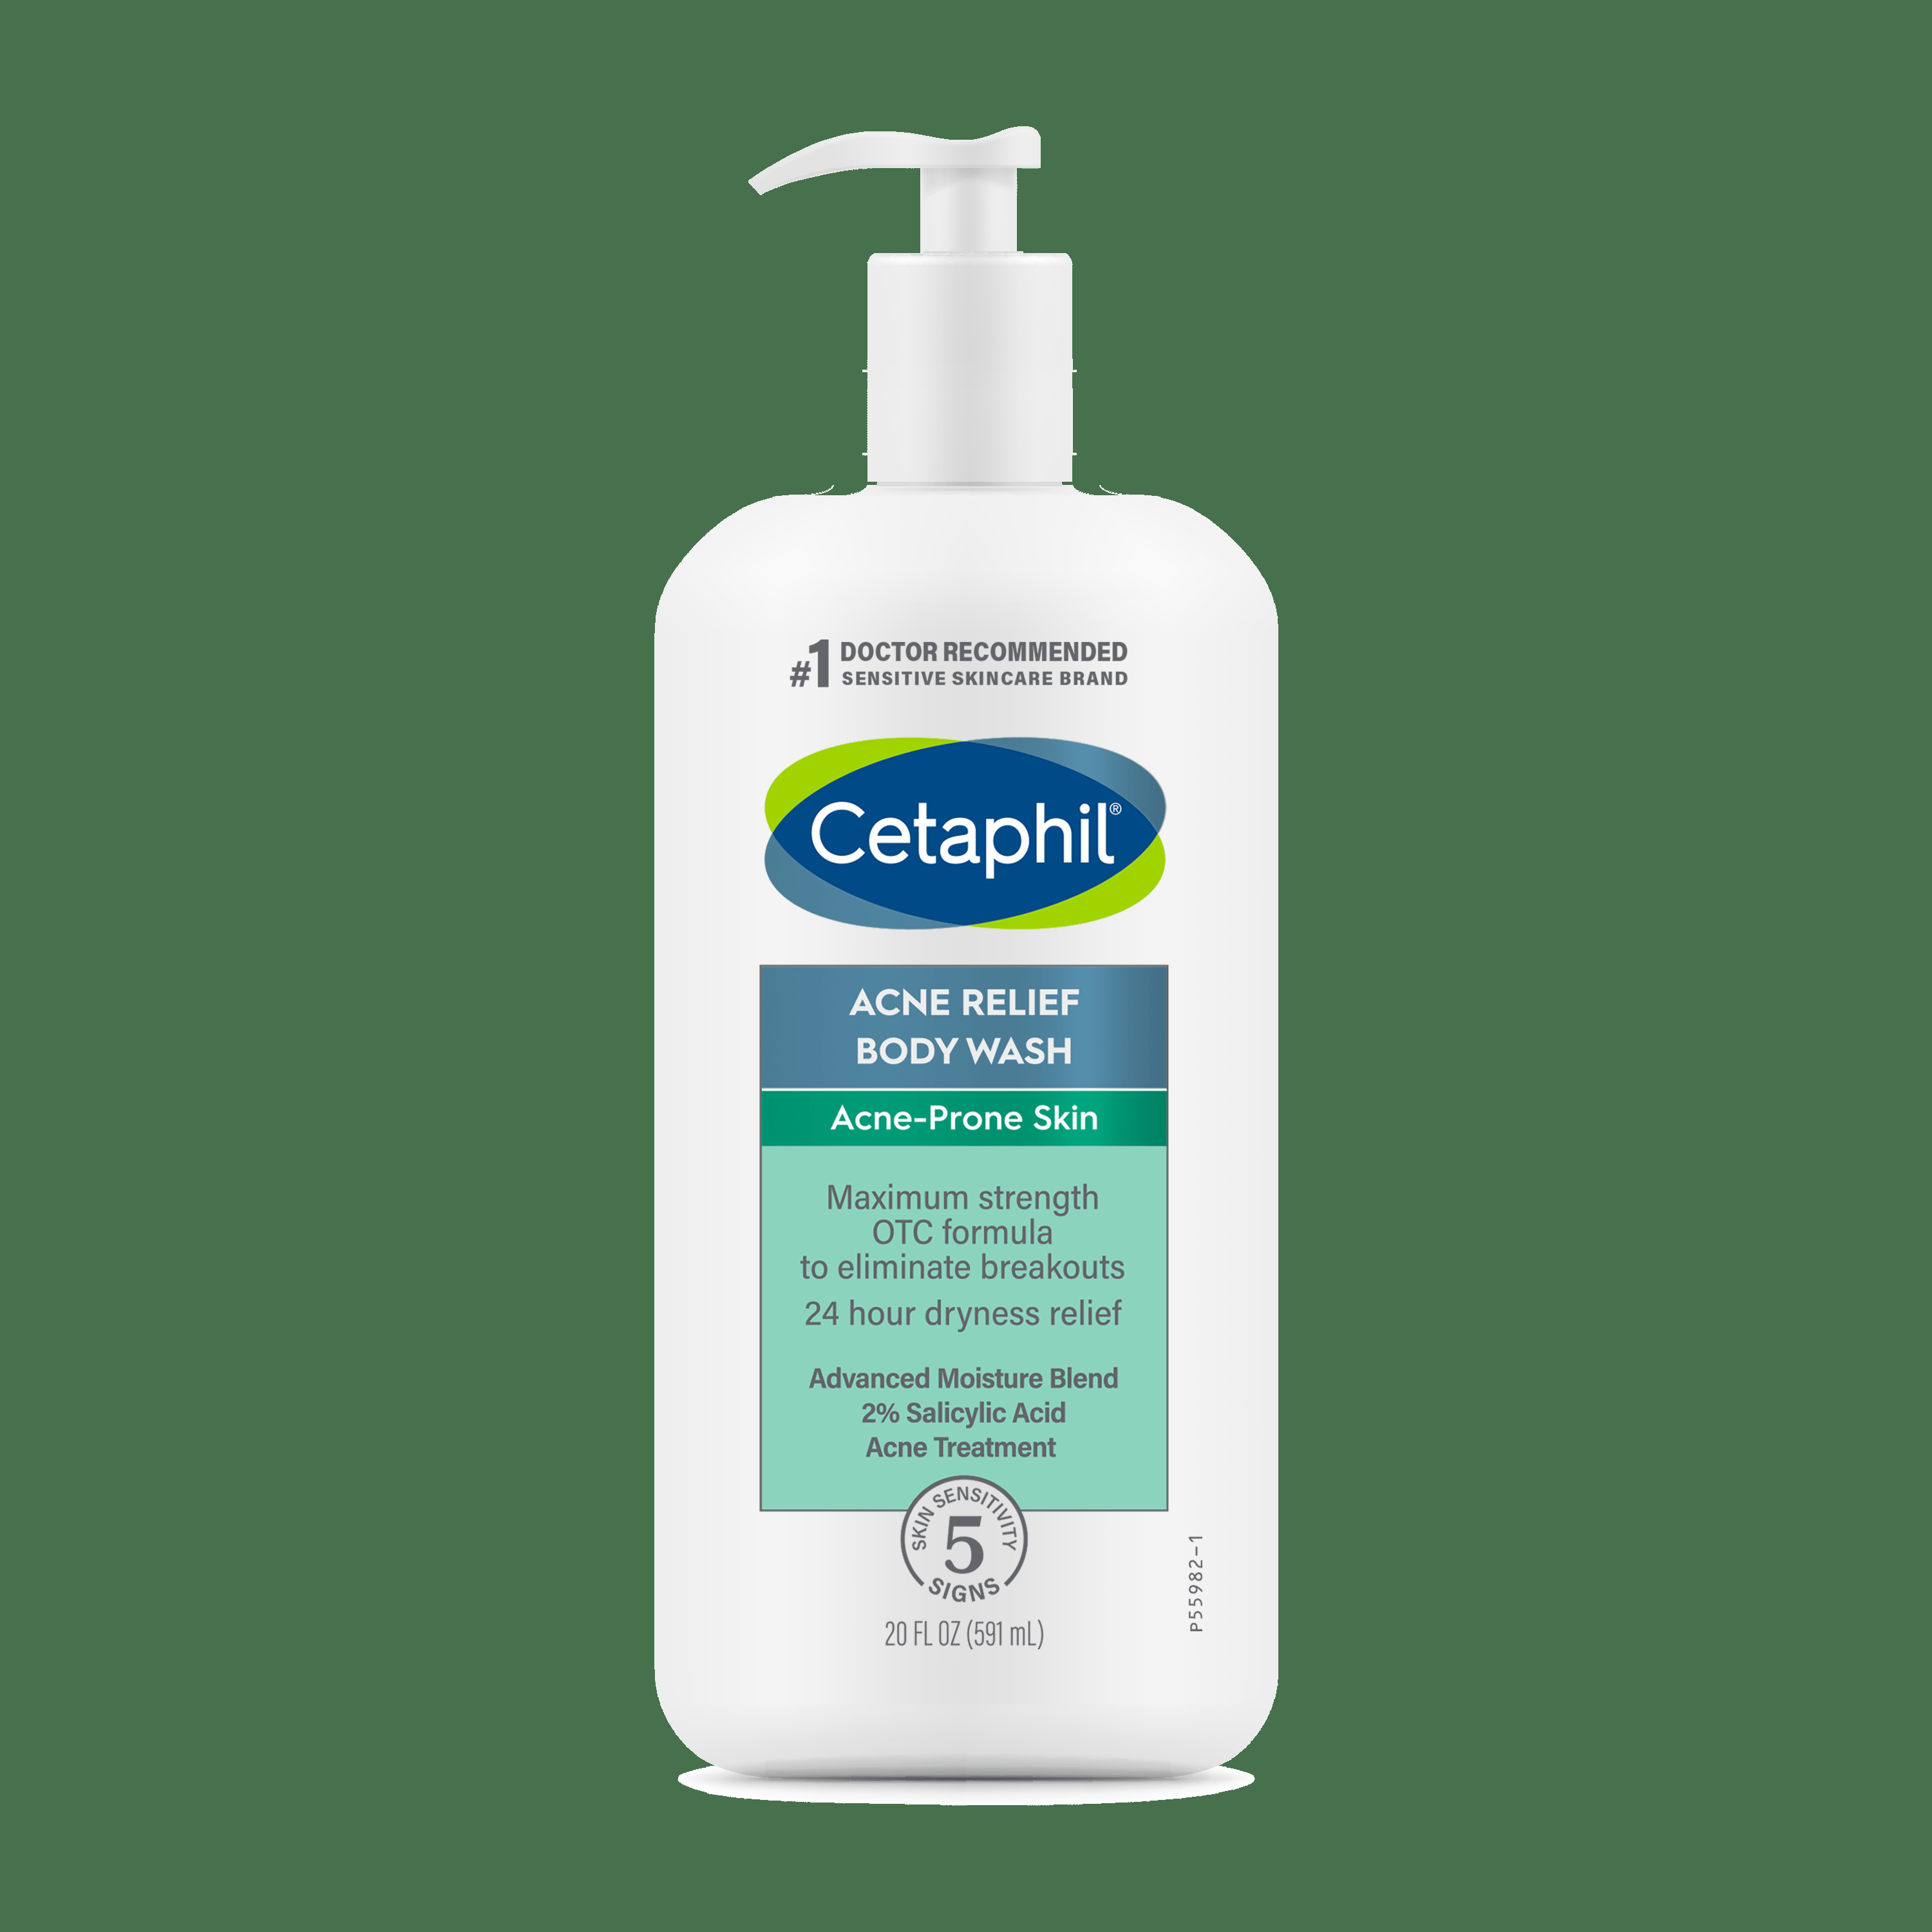 #1 DOCTOR RECOMMENDED
SENSITIVE SKINCARE BRAND
Cetaphil®
ACNE RELIEF
BODY WASH
Acne-Prone Skin
Maximum strength
OTC formula
to eliminate breakouts
24 hour dryness relief
Advanced Moisture Blend
2% Salicylic Acid
Acne Treatment
SKIN SENSITIVITY
5
SIGNS
P55982-1
20 FL OZ (591 mL)